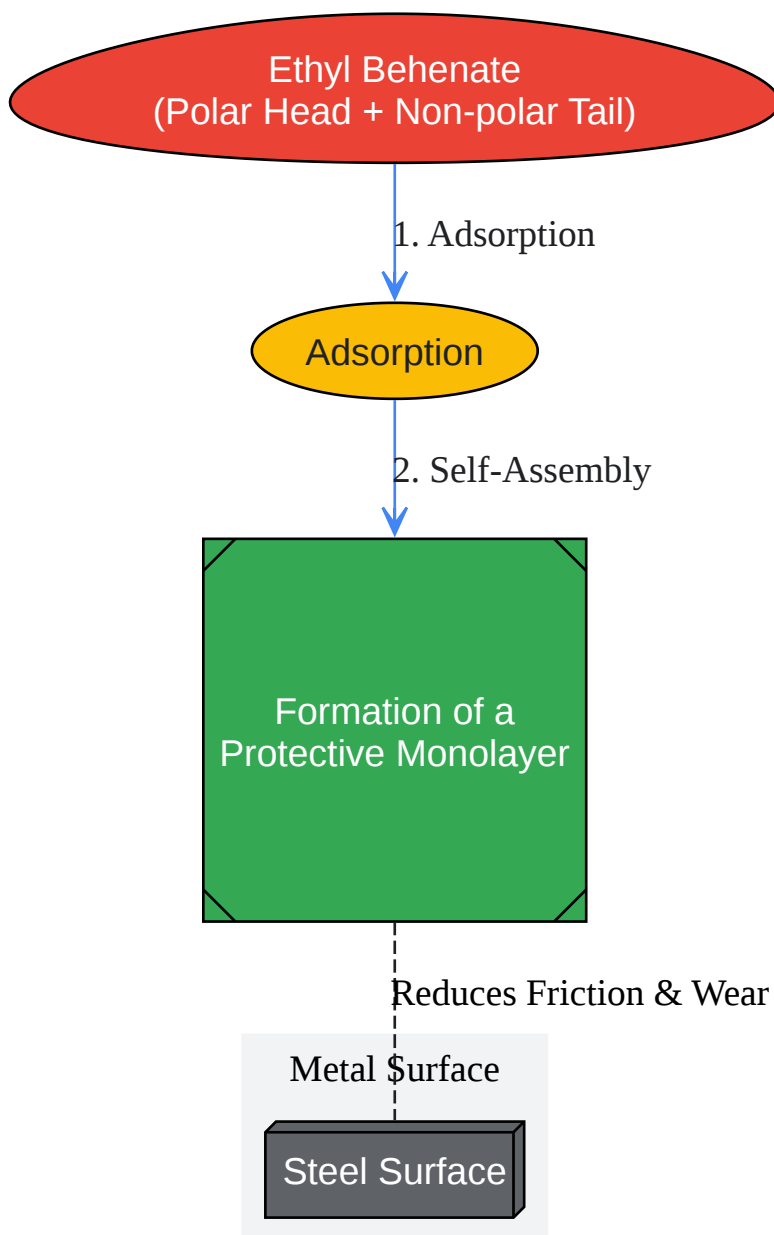 Ethyl Behenate
(Polar Head + Non-polar Tail)
1. Adsorption
Adsorption
2. Self-Assembly
Formation of a
Protective Monolayer
Reduces Friction & Wear
Metal Surface
Steel Surface